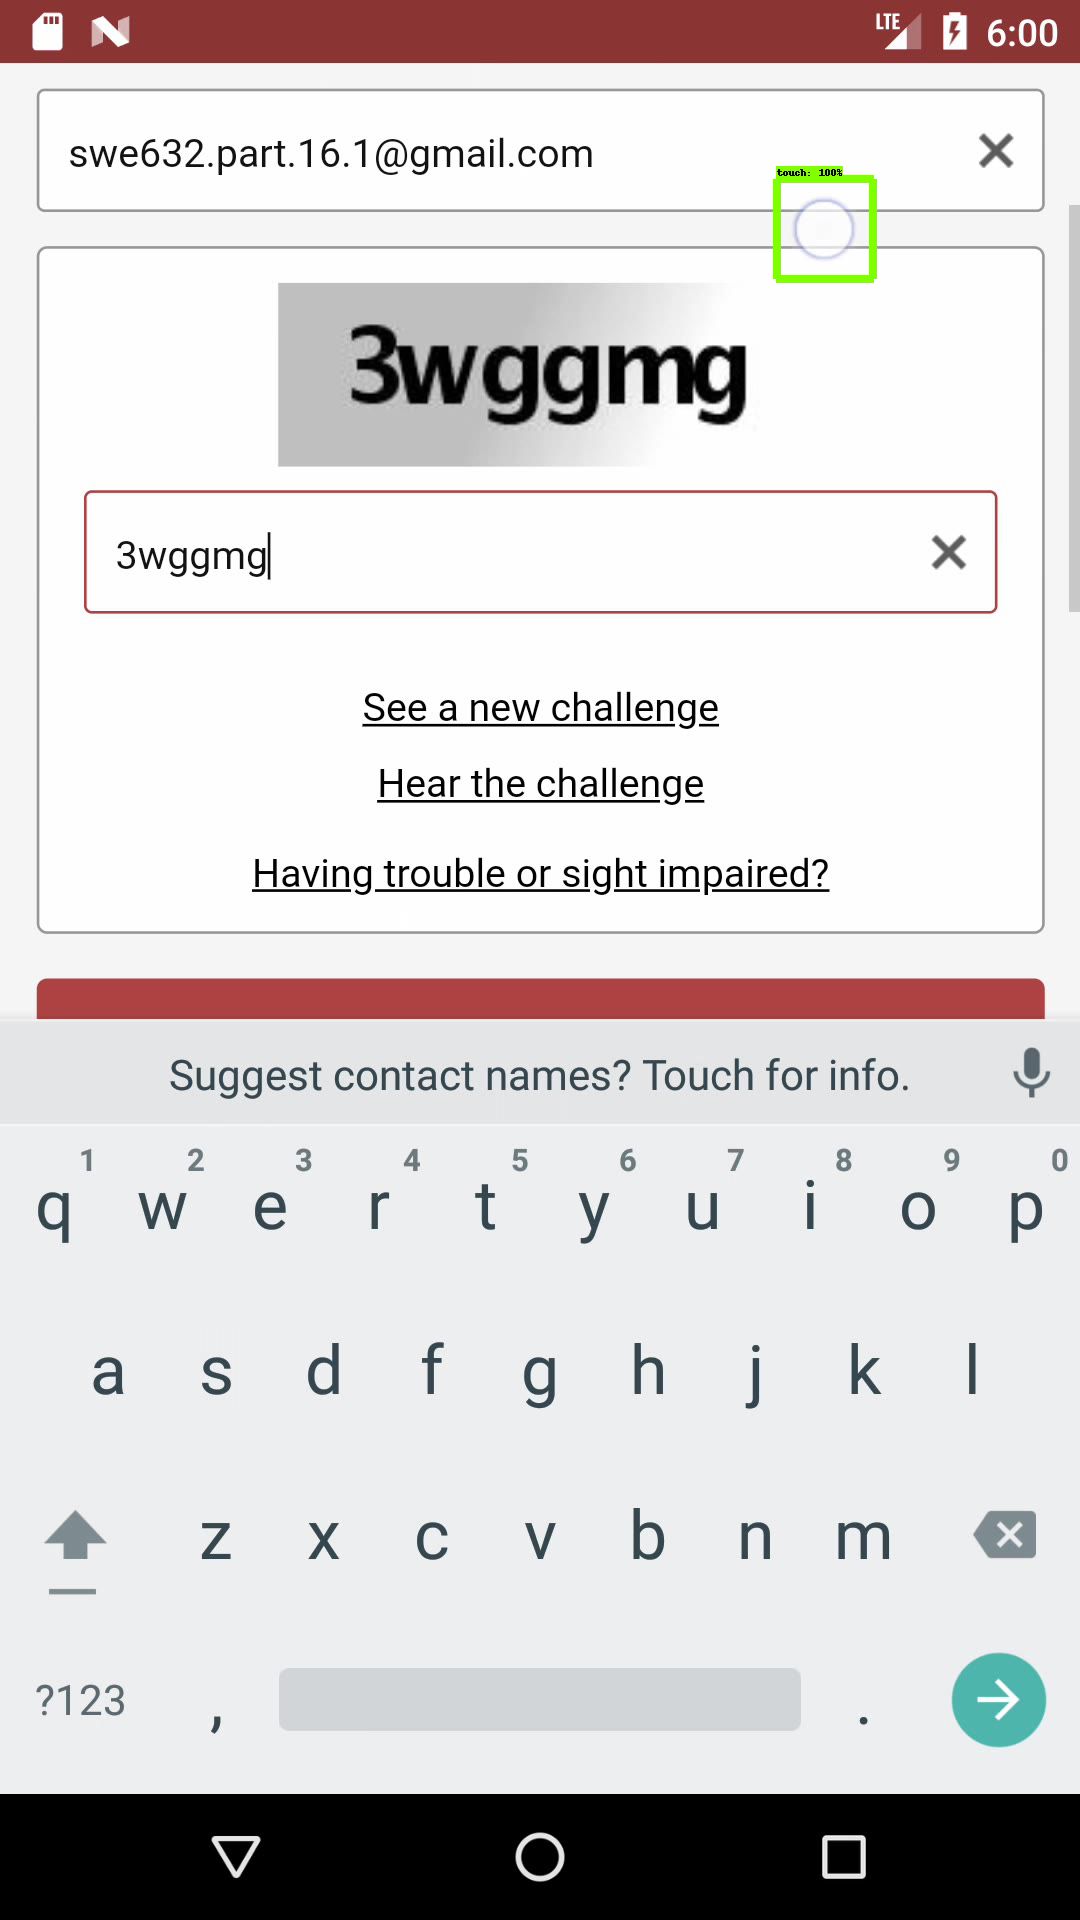 LTE 6:00
swe632.part.16.1@gmail.com
touch: 100%
3wggmg
3wggmg
See a new challenge
Hear the challenge
Having trouble or sight impaired?
Suggest contact names? Touch for info.
1 2 3 4 5 6 7 8 9 0
q w e r t y u i o p
a s d f g h j k l
z x c v b n m
?123 , .